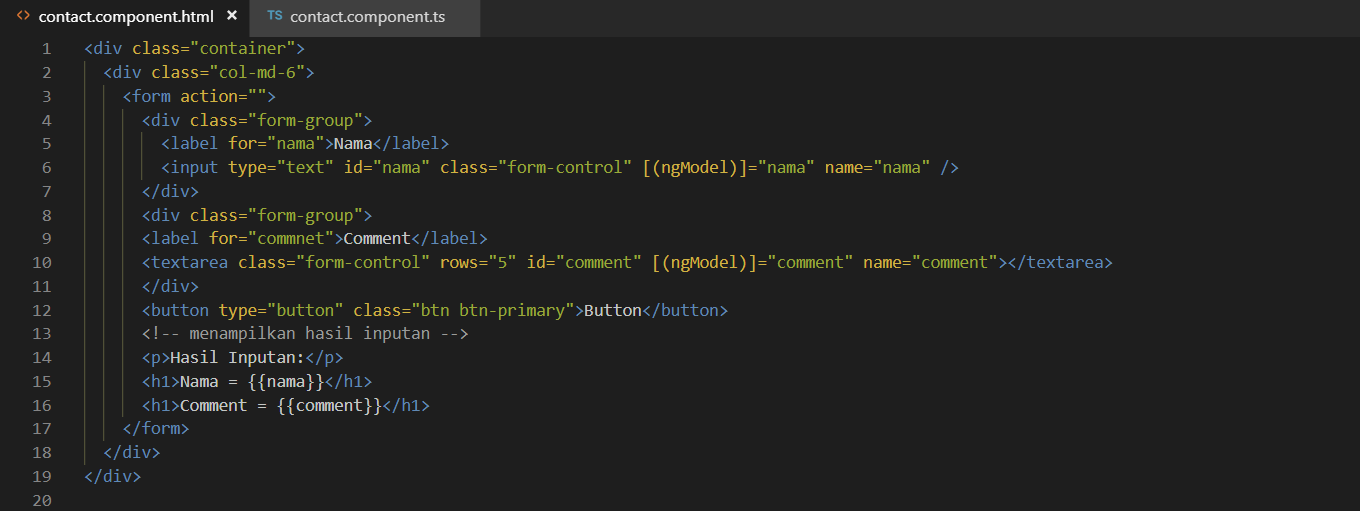 <> contact.component.html × TS contact.component.ts
1 <div class="container">
2 <div class="col-md-6">
3 <form action="">
4 <div class="form-group">
5 <label for="nama">Nama</label>
6 <input type="text" id="nama" class="form-control" [(ngModel)]="nama" name="nama" />
7 </div>
8 <div class="form-group">
9 <label for="commnet">Comment</label>
10 <textarea class="form-control" rows="5" id="comment" [(ngModel)]="comment" name="comment"></textarea>
11 </div>
12 <button type="button" class="btn btn-primary">Button</button>
13 <!-- menampilkan hasil inputan -->
14 <p>Hasil Inputan:</p>
15 <h1>Nama = {{nama}}</h1>
16 <h1>Comment = {{comment}}</h1>
17 </form>
18 </div>
19 </div>
20